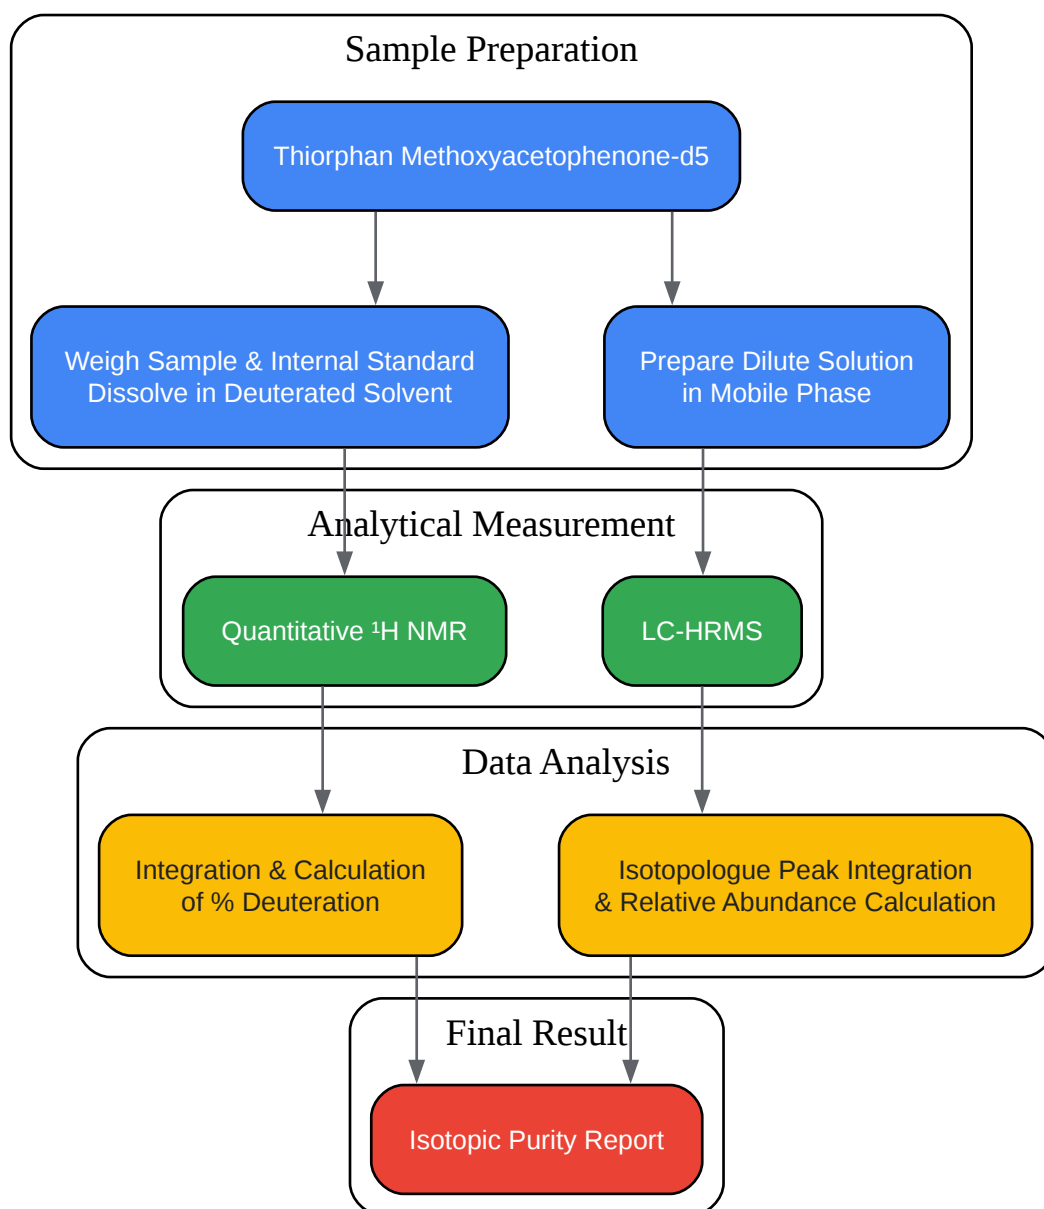 Sample Preparation
Thiorphan Methoxyacetophenone-d5
Weigh Sample & Internal Standard
Dissolve in Deuterated Solvent
Prepare Dilute Solution
in Mobile Phase
Analytical Measurement
Quantitative ¹H NMR
LC-HRMS
Data Analysis
Integration & Calculation
of % Deuteration
Isotopologue Peak Integration
& Relative Abundance Calculation
Final Result
Isotopic Purity Report